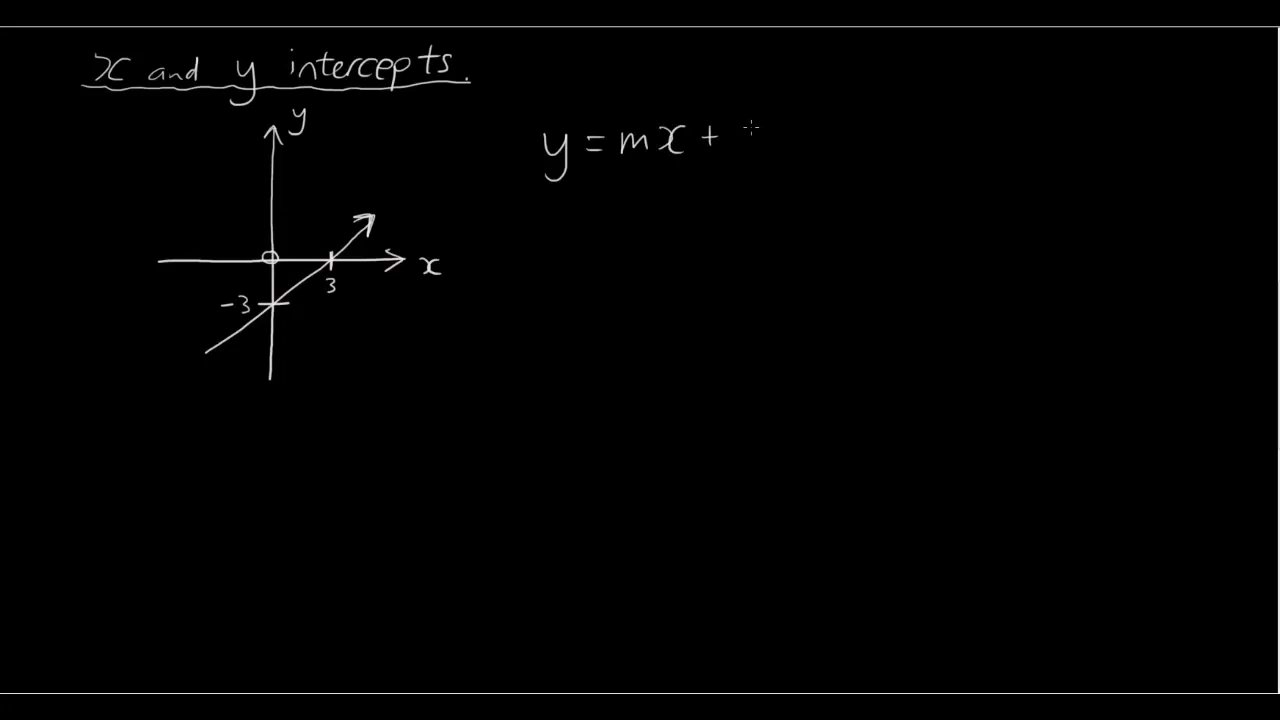 x and y intercepts.
y
y = mx +
x
3
-3